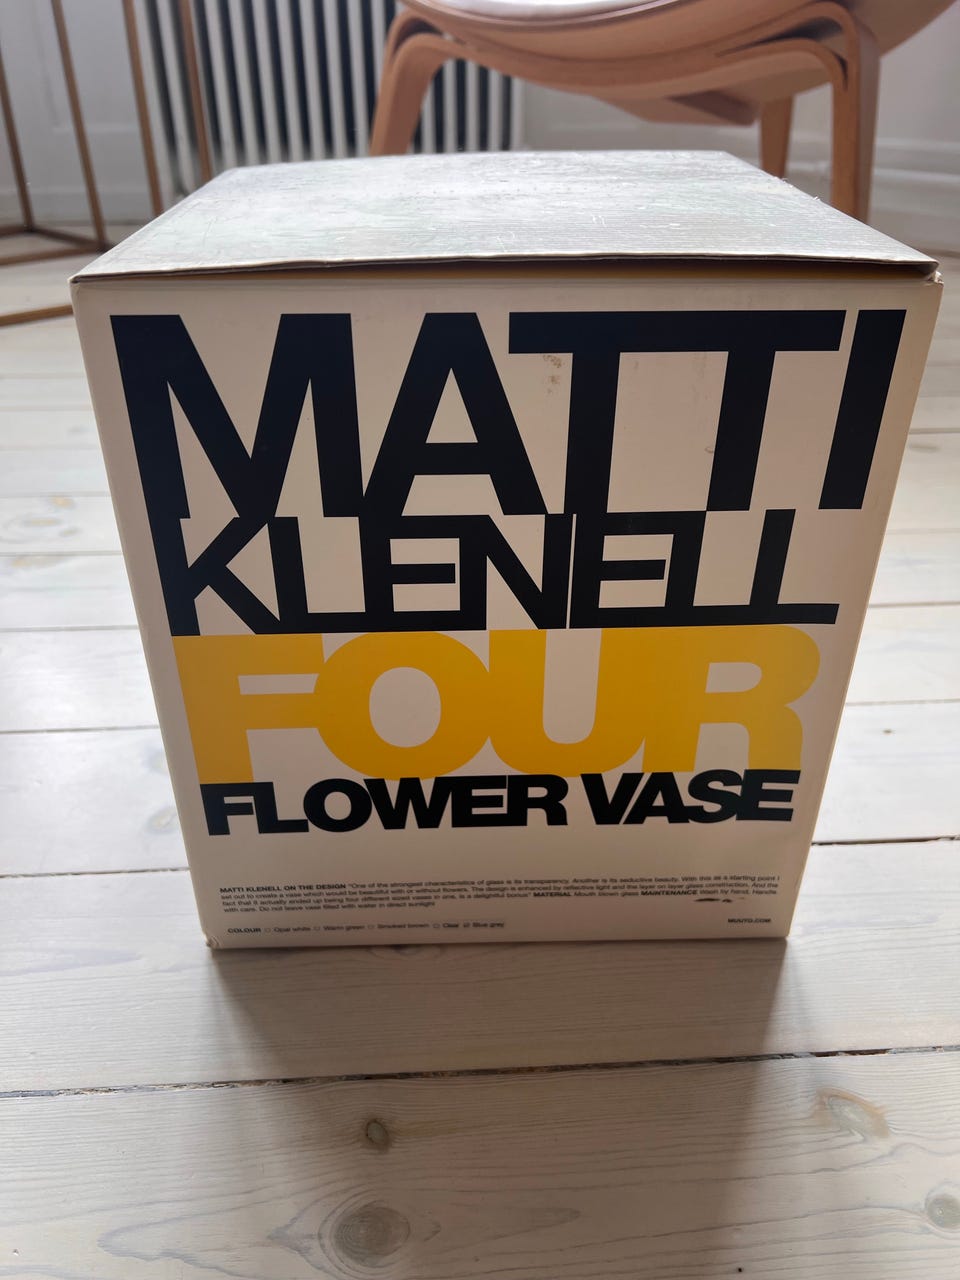 MATTI
KLENELL
FOUR
FLOWER VASE
MATTI KLENELL ON THE DESIGN "One of the strongest characteristics of glass is its transparency. Another is its seductive beauty. With this as a starting point I
set out to create a vase which would be beautiful with or without flowers. The design is enhanced by reflective light and the layer on layer glass construction. And the
fact that it actually ended up being four different sized vases in one, is a delightful bonus" MATERIAL Mouth blown glass MAINTENANCE Wash by hand. Handle
with care. Do not leave vase filled with water in direct sunlight
MUUTO.COM
COLOUR □ Opal white □ Warm green □ Smoked brown □ Clear ☑ Blue grey